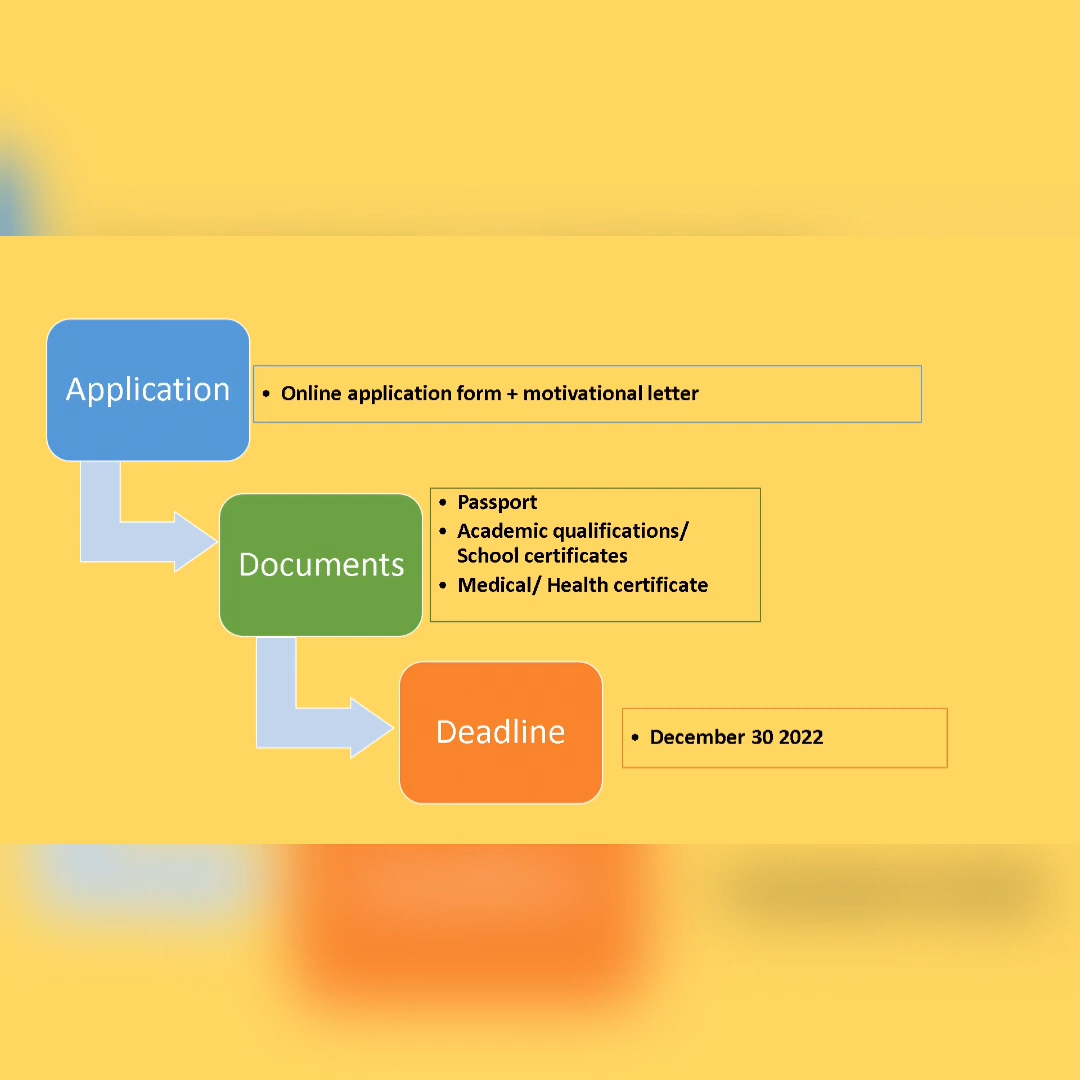 Application
• Online application form + motivational letter
Documents
• Passport
• Academic qualifications/
School certificates
• Medical/ Health certificate
Deadline
• December 30 2022